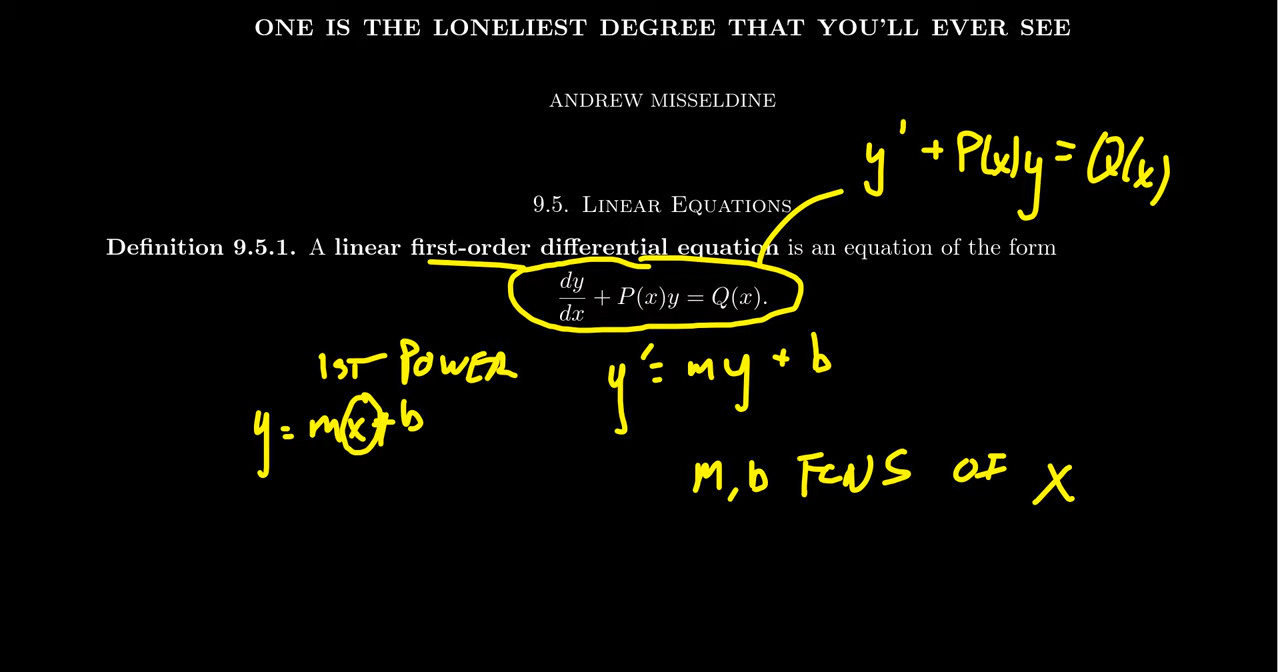 ONE IS THE LONELIEST DEGREE THAT YOU'LL EVER SEE
ANDREW MISSELDINE
y' + P(x)y = Q(x)
9.5. LINEAR EQUATIONS
Definition 9.5.1. A linear first-order differential equation is an equation of the form
dy/dx + P(x)y = Q(x).
1ST POWER
y' = my + b
y = mx + b
m, b FCNS OF X